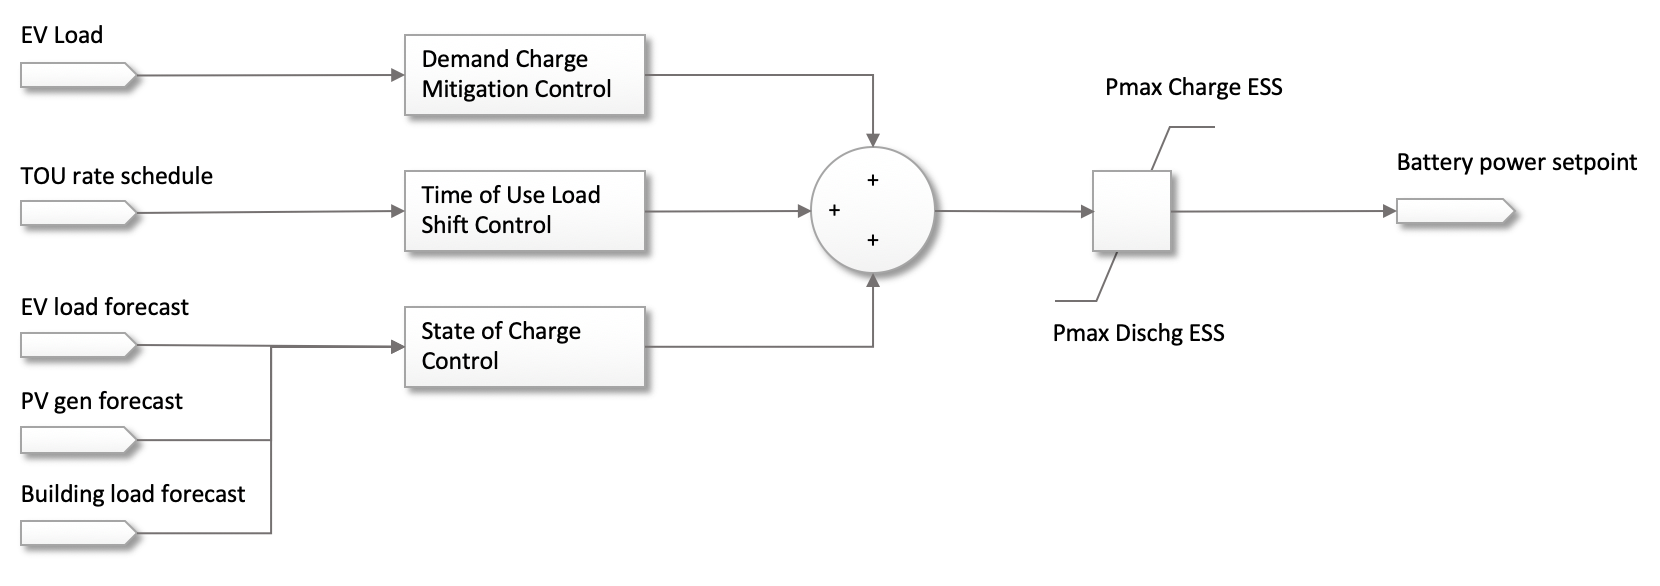 EV Load
Demand Charge
Mitigation Control
Pmax Charge ESS
TOU rate schedule
Time of Use Load
Shift Control
+
+
+
Battery power setpoint
EV load forecast
State of Charge
Control
Pmax Dischg ESS
PV gen forecast
Building load forecast